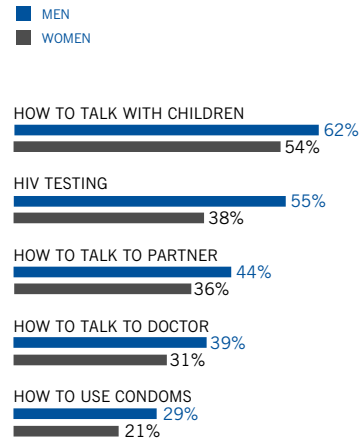 MEN
WOMEN
HOW TO TALK WITH CHILDREN
62%
54%
HIV TESTING
55%
38%
HOW TO TALK TO PARTNER
44%
36%
HOW TO TALK TO DOCTOR
39%
31%
HOW TO USE CONDOMS
29%
21%